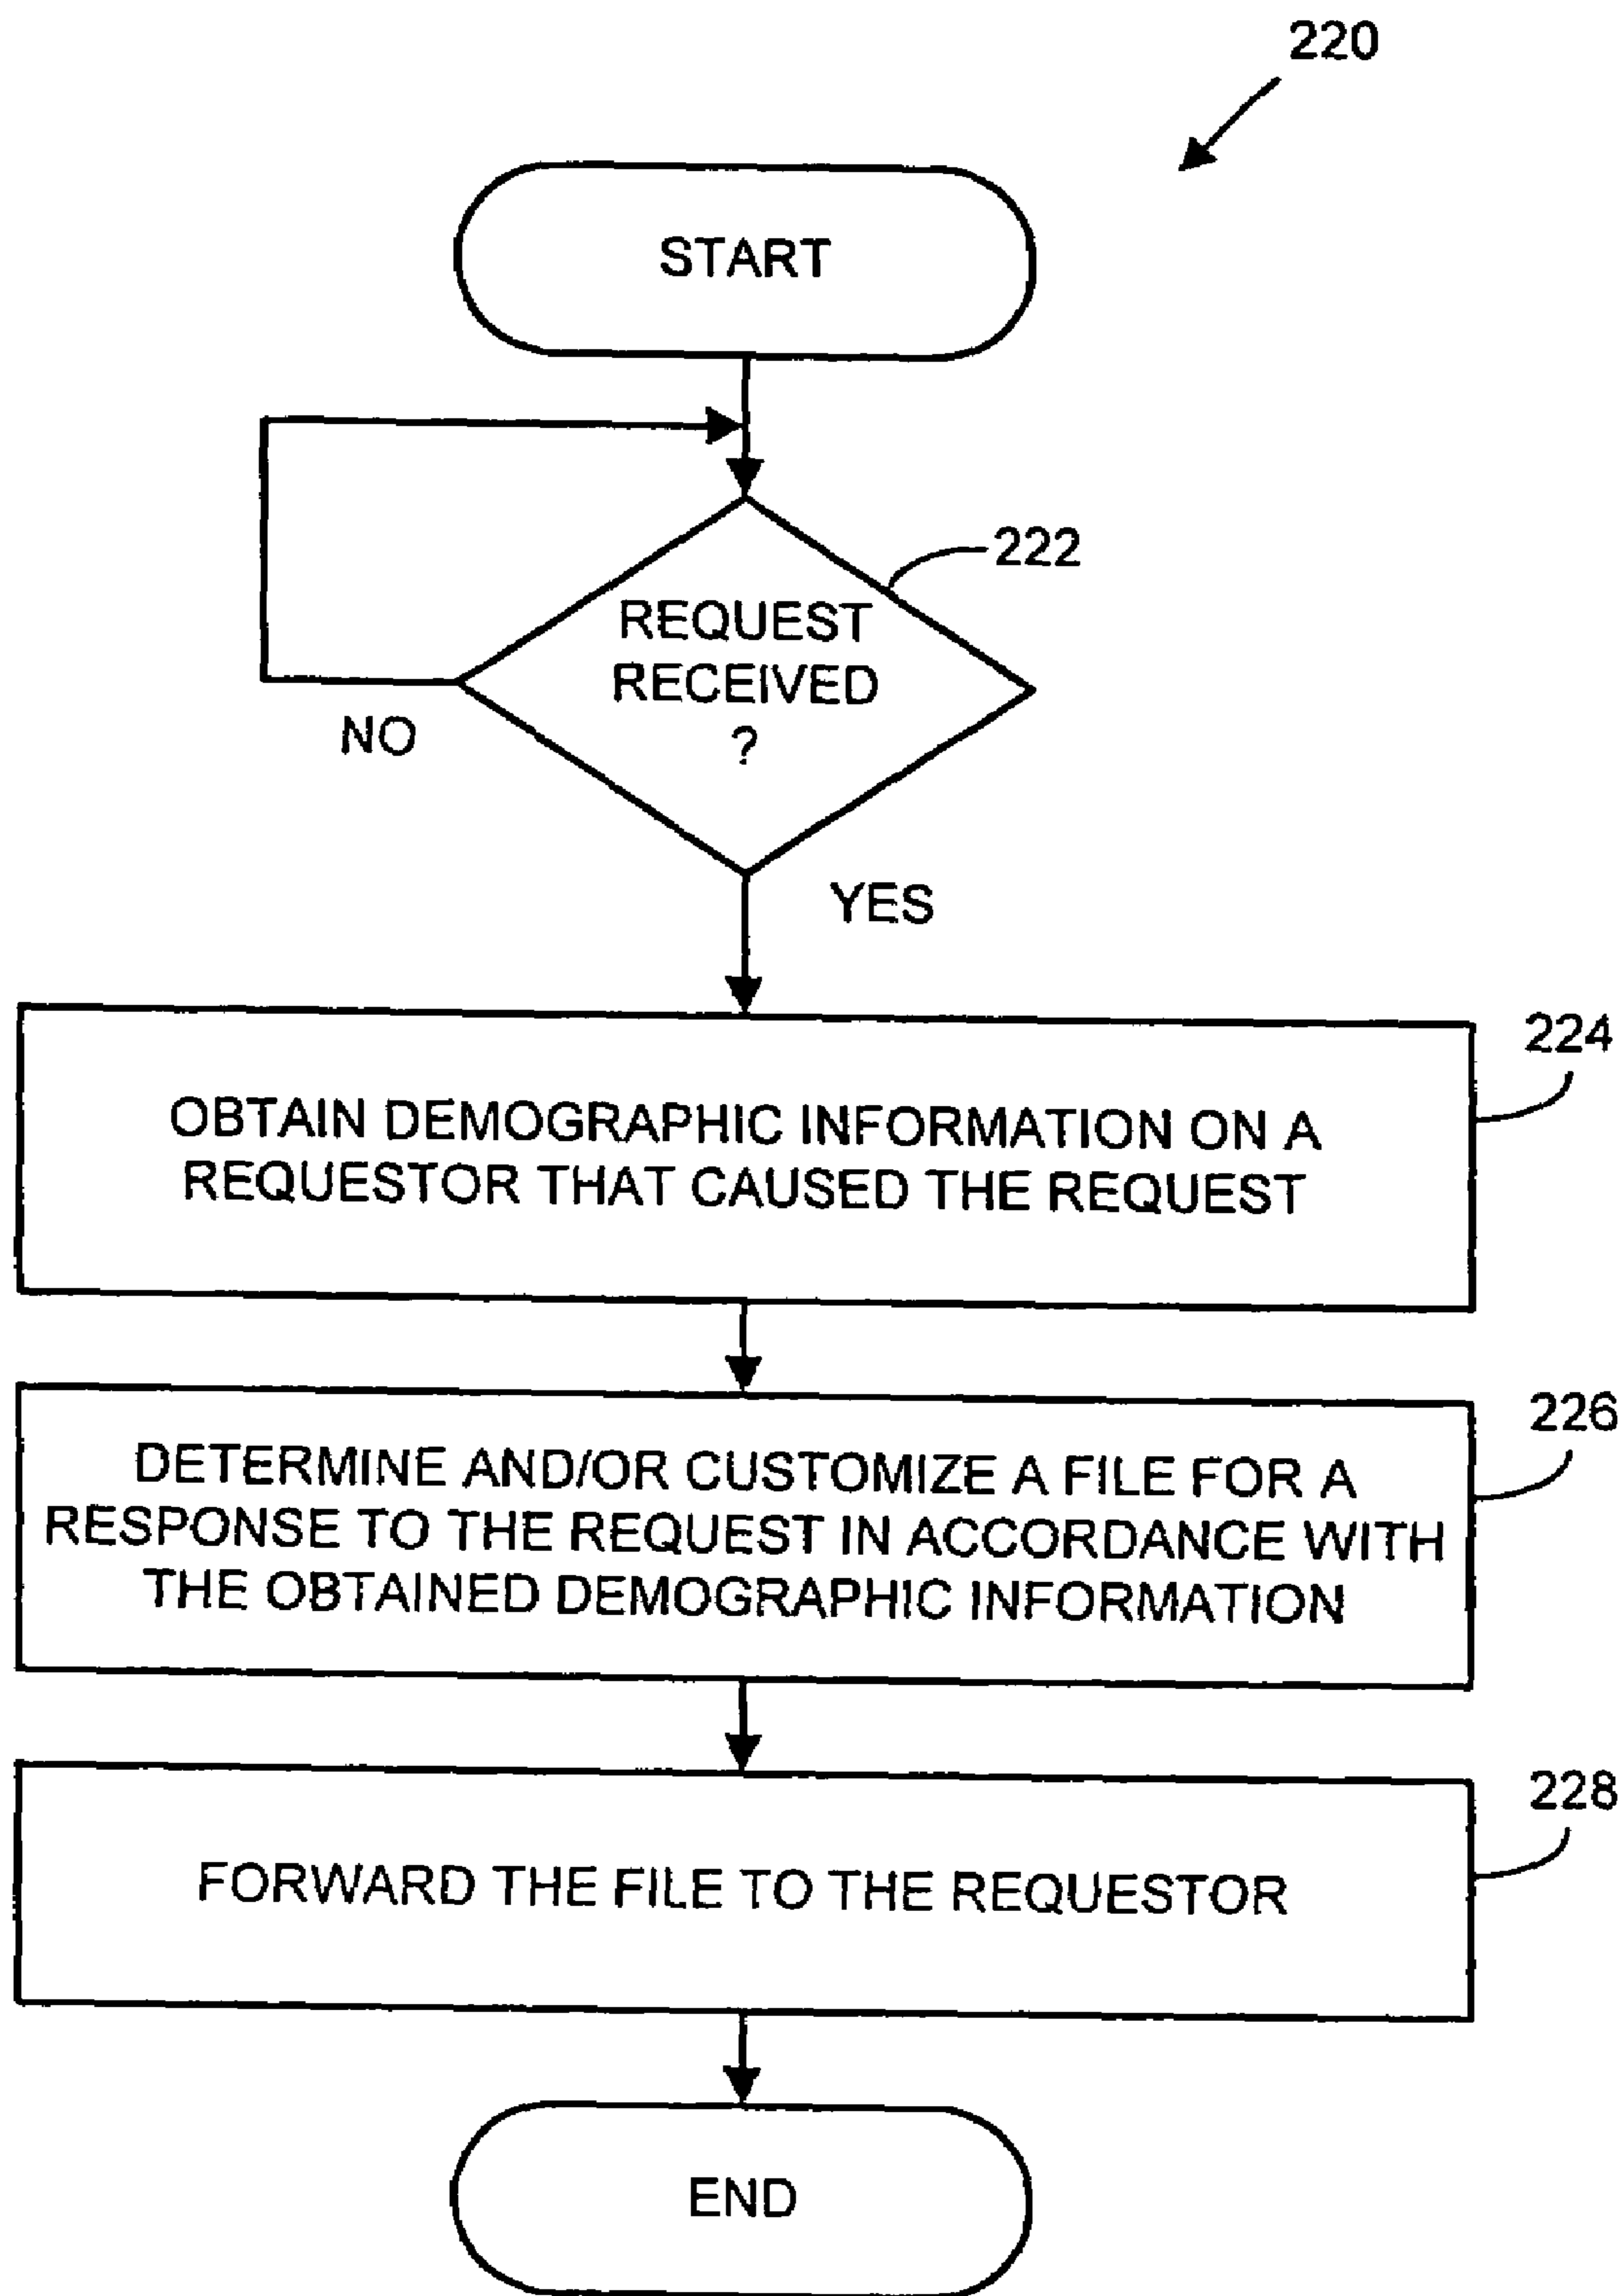 220
START
222
REQUEST
RECEIVED
?
NO
YES
224
OBTAIN DEMOGRAPHIC INFORMATION ON A
REQUESTOR THAT CAUSED THE REQUEST
226
DETERMINE AND/OR CUSTOMIZE A FILE FOR A
RESPONSE TO THE REQUEST IN ACCORDANCE WITH
THE OBTAINED DEMOGRAPHIC INFORMATION
228
FORWARD THE FILE TO THE REQUESTOR
END